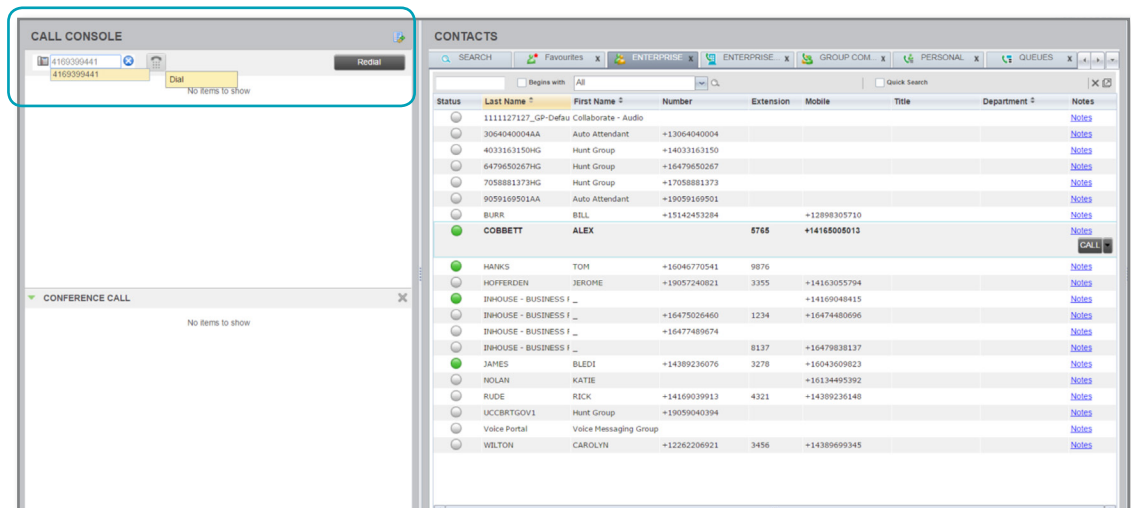 CALL CONSOLE
4169399441
Redial
4169399441
Dial
No items to show
CONFERENCE CALL
No items to show
CONTACTS
SEARCH Favourites x ENTERPRISE x ENTERPRISE... x GROUP COM... x PERSONAL x QUEUES x
Begins with All Quick Search
Status Last Name First Name Number Extension Mobile Title Department Notes
1111127127_GP-Defau Collaborate - Audio Notes
3064040004AA Auto Attendant +13064040004 Notes
4033163150HG Hunt Group +14033163150 Notes
6479650267HG Hunt Group +16479650267 Notes
7058881373HG Hunt Group +17058881373 Notes
9059169501AA Auto Attendant +19059169501 Notes
BURR BILL +15142453284 +12898305710 Notes
COBBETT ALEX 5765 +14165005013 Notes
CALL
HANKS TOM +16046770541 9876 Notes
HOFFERDEN JEROME +19057240821 3355 +14163055794 Notes
INHOUSE - BUSINESS F _ +14169048415 Notes
INHOUSE - BUSINESS F _ +16475026460 1234 +16474480696 Notes
INHOUSE - BUSINESS F _ +16477489674 Notes
INHOUSE - BUSINESS F _ 8137 +16479838137 Notes
JAMES BLEDI +14389236076 3278 +16043609823 Notes
NOLAN KATIE +16134495392 Notes
RUDE RICK +14169039913 4321 +14389236148 Notes
UCCBRTGOV1 Hunt Group +19059040394 Notes
Voice Portal Voice Messaging Group Notes
WILTON CAROLYN +12262206921 3456 +14389699345 Notes